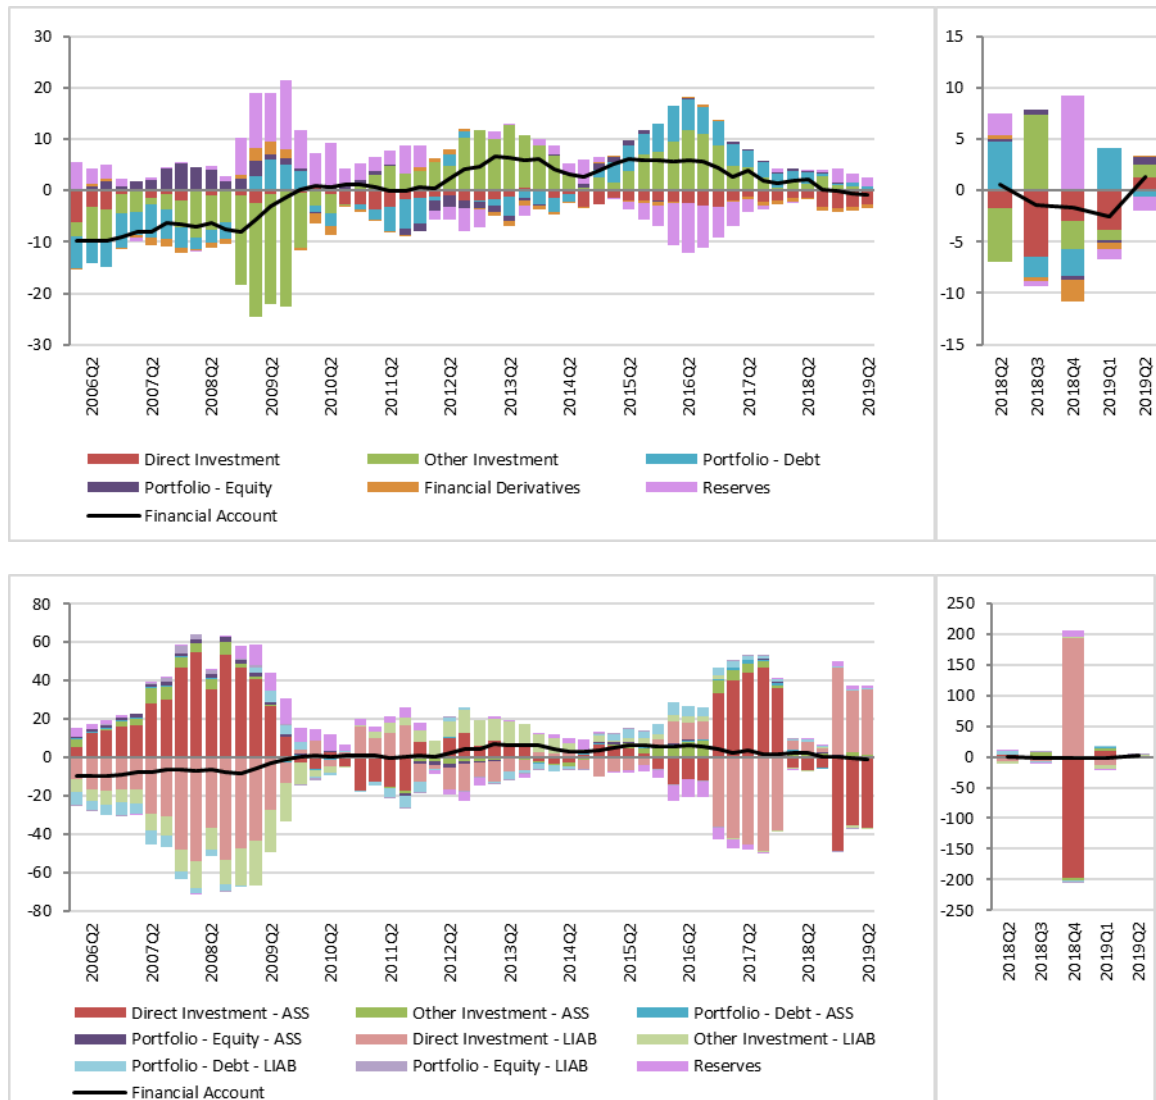 30
20
10
0
-10
-20
-30
2006Q2
2007Q2
2008Q2
2009Q2
2010Q2
2011Q2
2012Q2
2013Q2
2014Q2
2015Q2
2016Q2
2017Q2
2018Q2
2019Q2
Direct Investment
Other Investment
Portfolio - Debt
Portfolio - Equity
Financial Derivatives
Reserves
Financial Account
15
10
5
0
-5
-10
-15
2018Q2
2018Q3
2018Q4
2019Q1
2019Q2
80
60
40
20
0
-20
-40
-60
-80
2006Q2
2007Q2
2008Q2
2009Q2
2010Q2
2011Q2
2012Q2
2013Q2
2014Q2
2015Q2
2016Q2
2017Q2
2018Q2
2019Q2
Direct Investment - ASS
Other Investment - ASS
Portfolio - Debt - ASS
Portfolio - Equity - ASS
Direct Investment - LIAB
Other Investment - LIAB
Portfolio - Debt - LIAB
Portfolio - Equity - LIAB
Reserves
Financial Account
250
200
150
100
50
0
-50
-100
-150
-200
-250
2018Q2
2018Q3
2018Q4
2019Q1
2019Q2